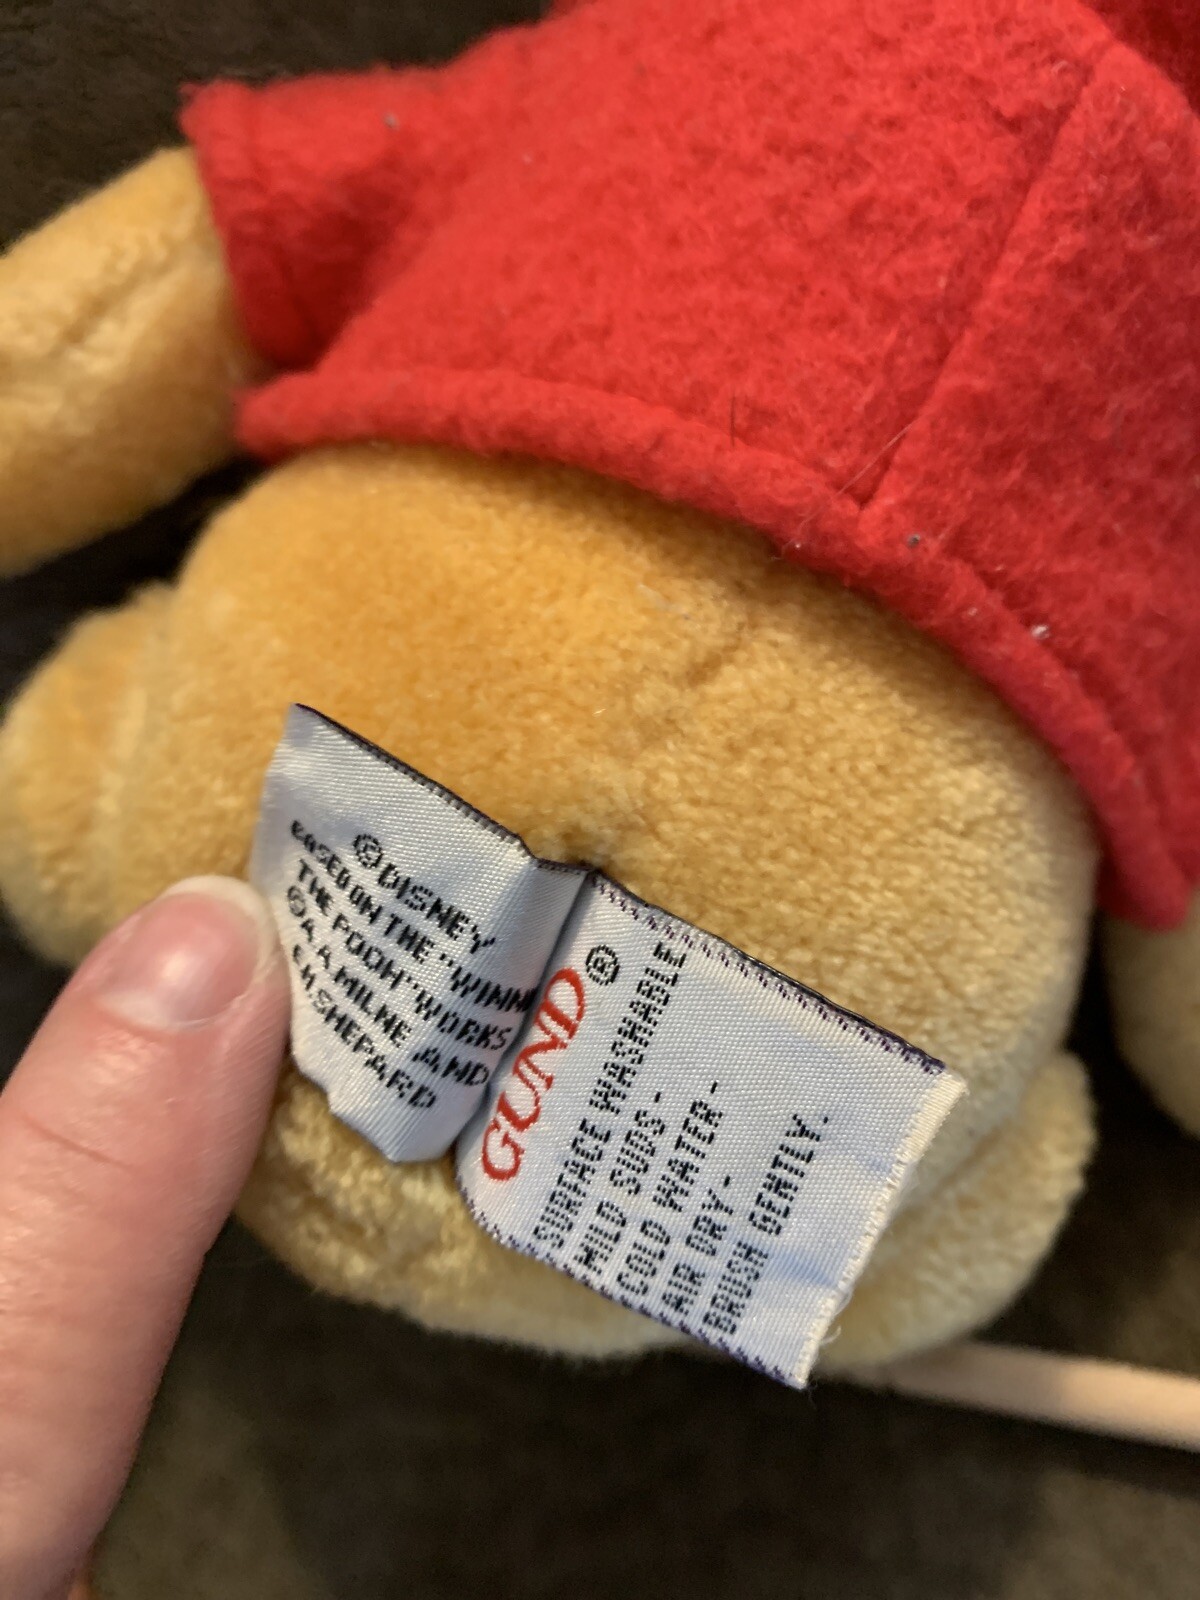 ©DISNEY
BASED ON THE "WINN
THE POOH" WORKS
©A.A.MILNE AND
E.H.SHEPARD
GUND®
SURFACE WASHABLE
MILD SUDS-
COLD WATER-
AIR DRY-
BRUSH GENTLY.